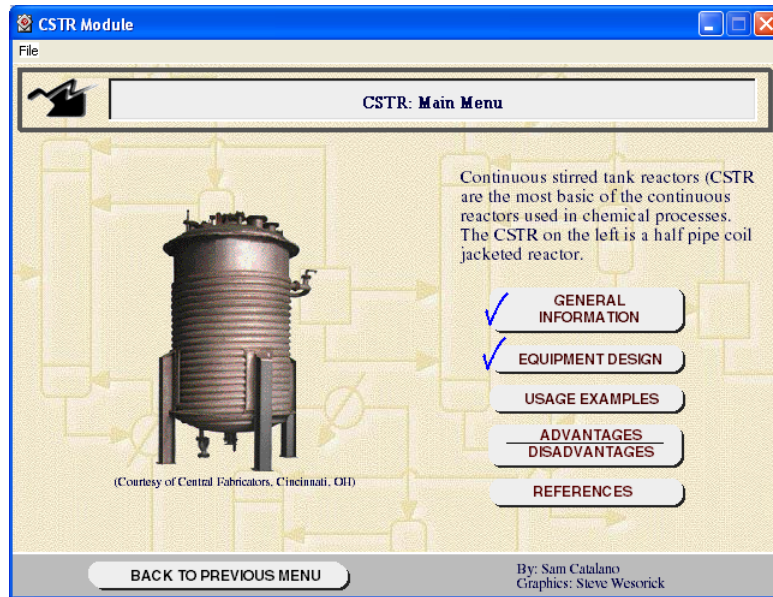 CSTR Module
File
CSTR: Main Menu
Continuous stirred tank reactors (CSTR
are the most basic of the continuous
reactors used in chemical processes.
The CSTR on the left is a half pipe coil
jacketed reactor.
GENERAL
INFORMATION
EQUIPMENT DESIGN
USAGE EXAMPLES
ADVANTAGES
DISADVANTAGES
REFERENCES
(Courtesy of Central Fabricators, Cincinnati, OH)
BACK TO PREVIOUS MENU
By: Sam Catalano
Graphics: Steve Wesorick